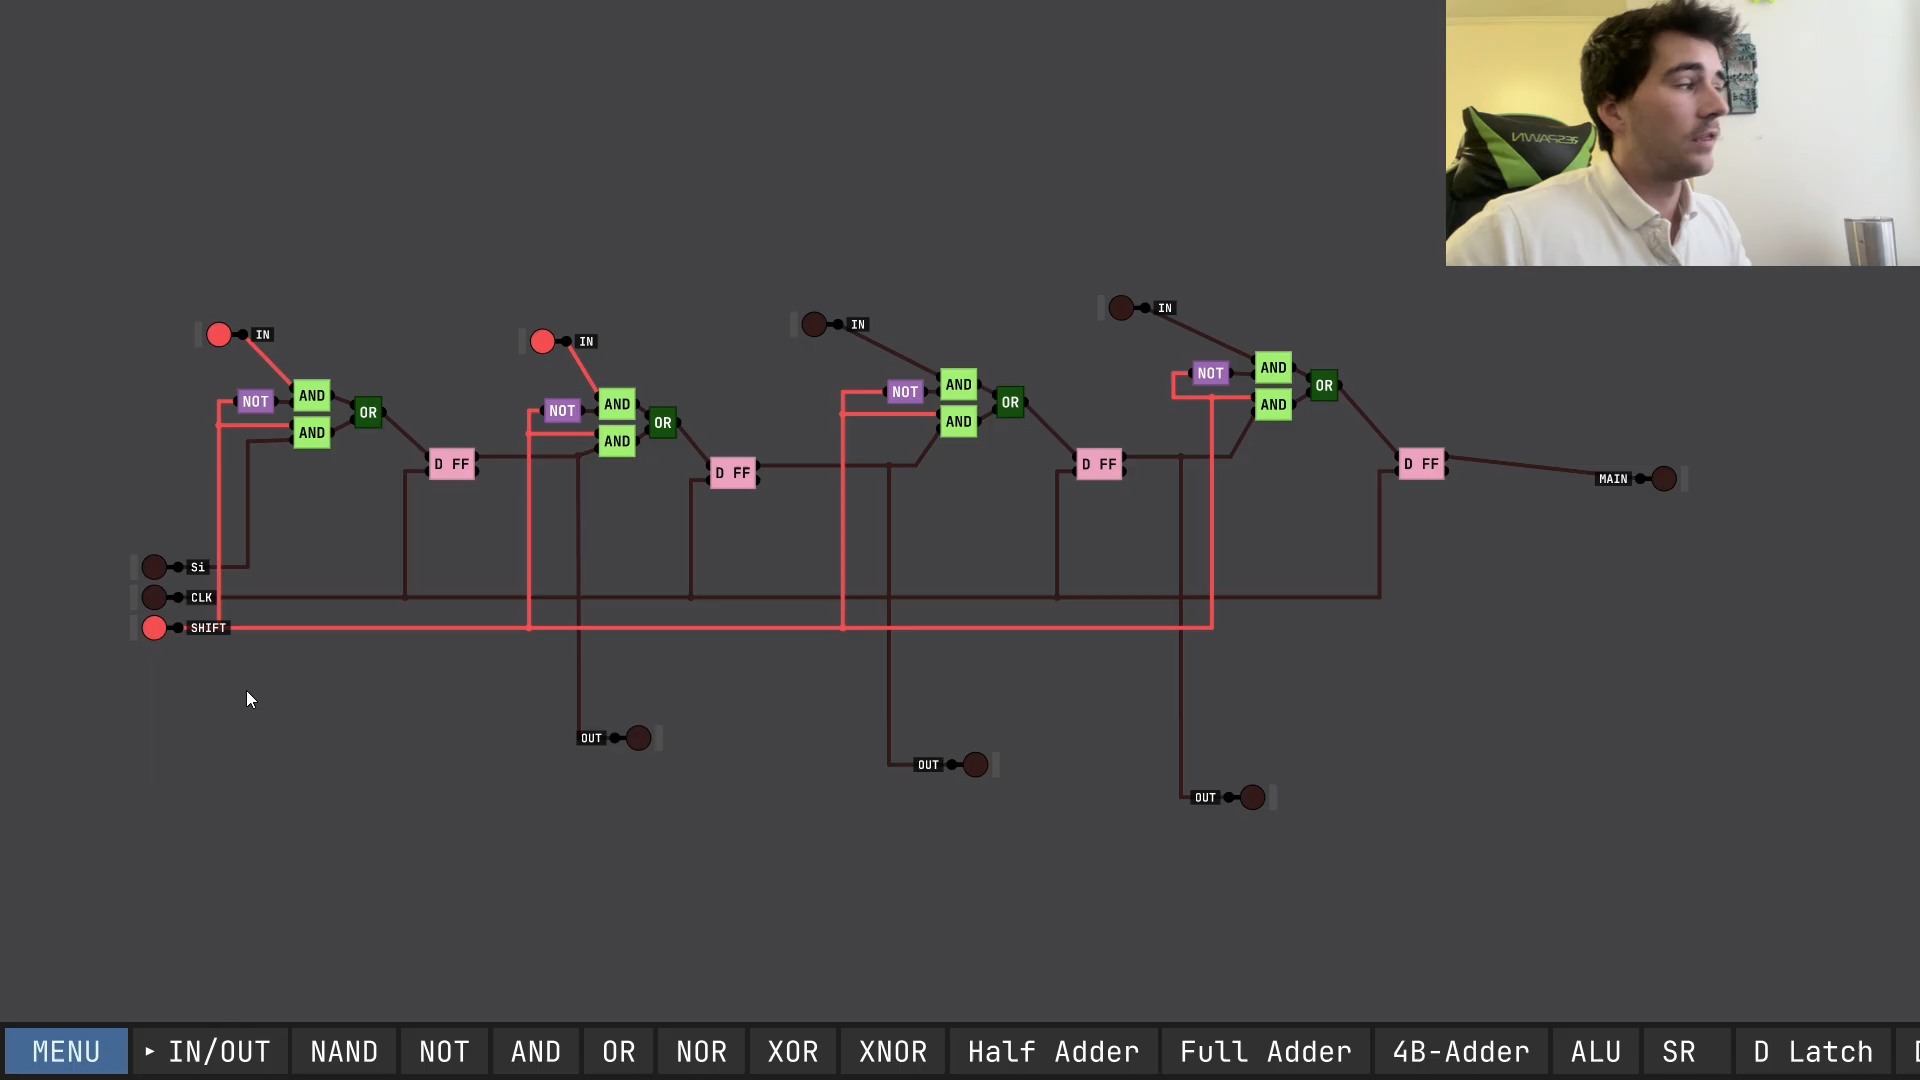 IN
IN
IN
IN
NOT AND OR
AND
NOT AND OR
AND
NOT AND OR
AND
NOT AND OR
AND
D FF
D FF
D FF
D FF
MAIN
Si
CLK
SHIFT
OUT
OUT
OUT
MENU IN/OUT NAND NOT AND OR NOR XOR XNOR Half Adder Full Adder 4B-Adder ALU SR D Latch